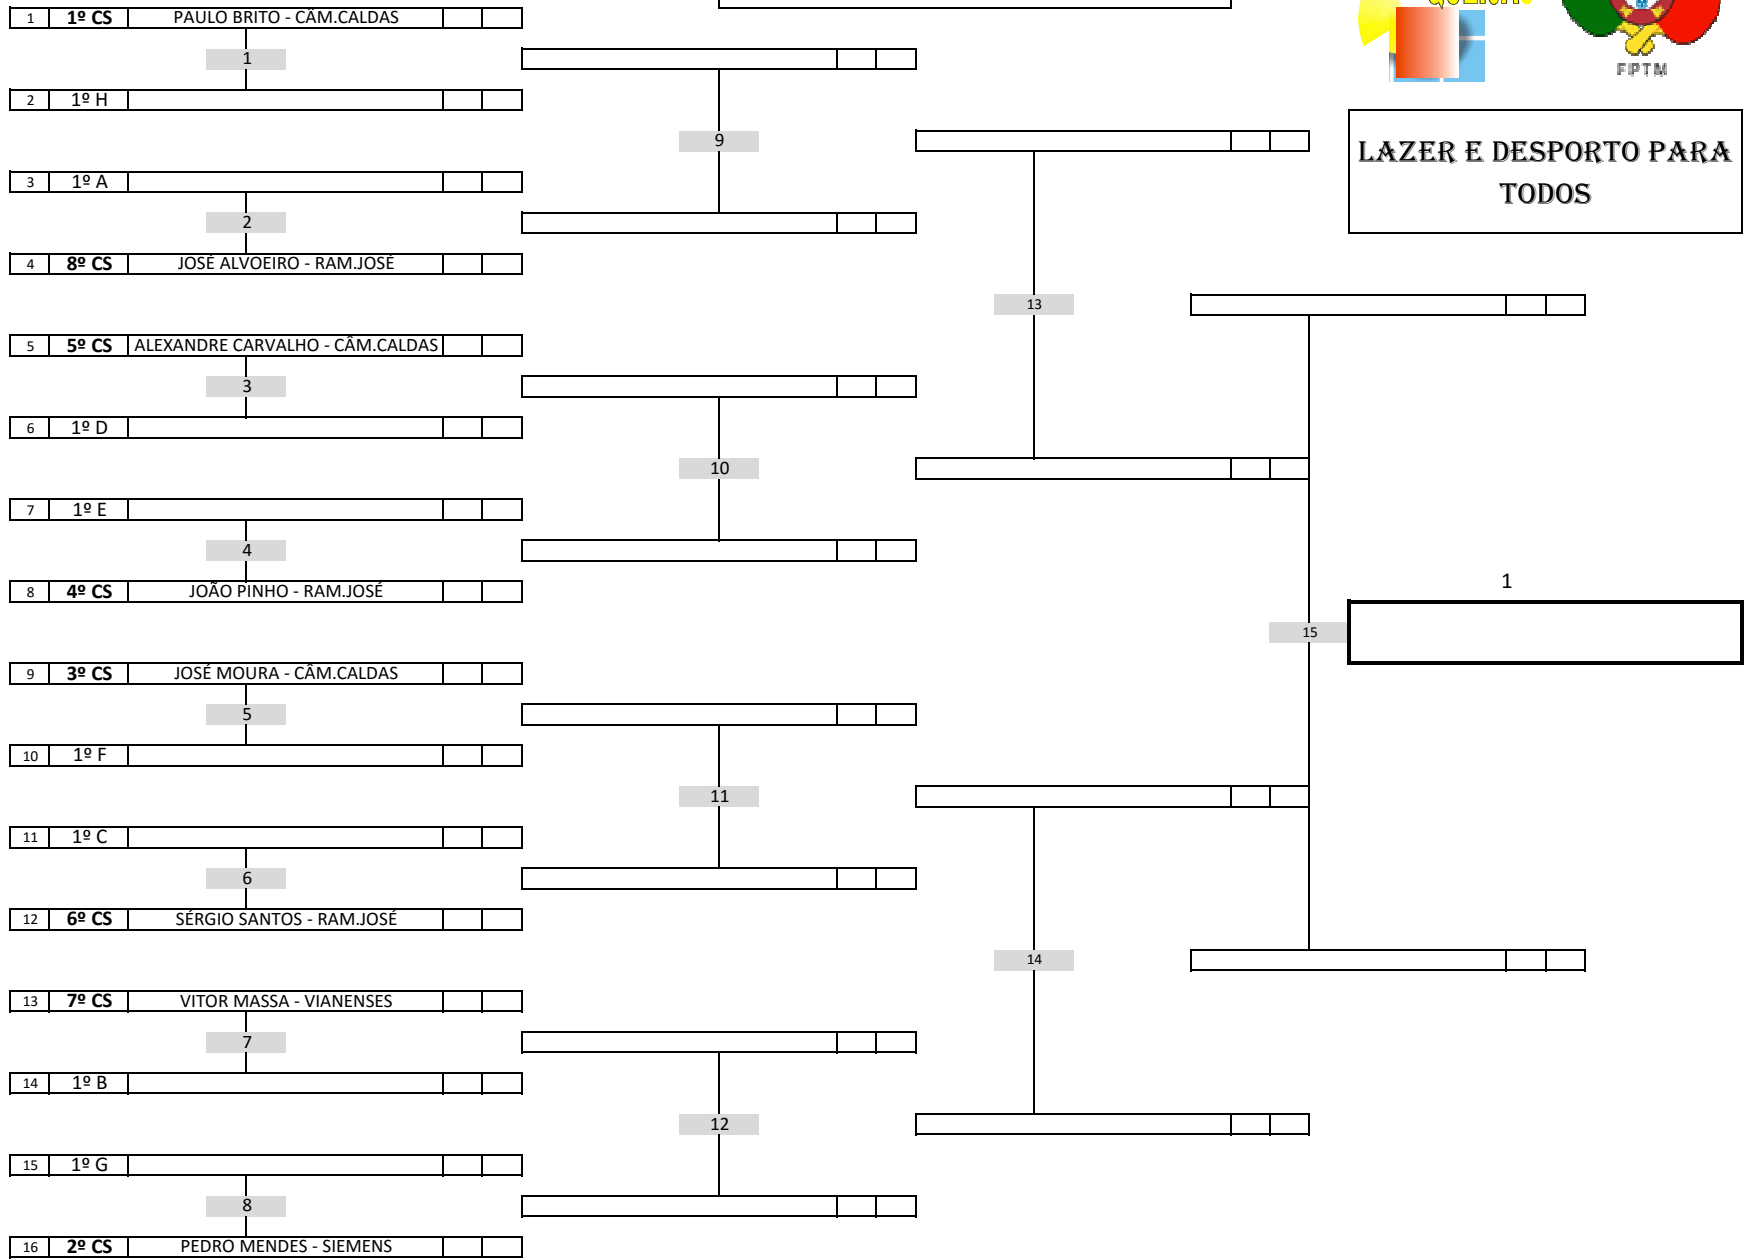 1 1º CS PAULO BRITO - CÂM.CALDAS
1
2 1º H
9
3 1º A
2
4 8º CS JOSÉ ALVOEIRO - RAM.JOSÉ
13
5 5º CS ALEXANDRE CARVALHO - CÂM.CALDAS
3
6 1º D
10
7 1º E
4
8 4º CS JOÃO PINHO - RAM.JOSÉ
15
9 3º CS JOSÉ MOURA - CÂM.CALDAS
5
10 1º F
11
11 1º C
6
12 6º CS SÉRGIO SANTOS - RAM.JOSÉ
14
13 7º CS VITOR MASSA - VIANENSES
7
14 1º B
12
15 1º G
8
16 2º CS PEDRO MENDES - SIEMENS
FPTM
LAZER E DESPORTO PARA
TODOS
1